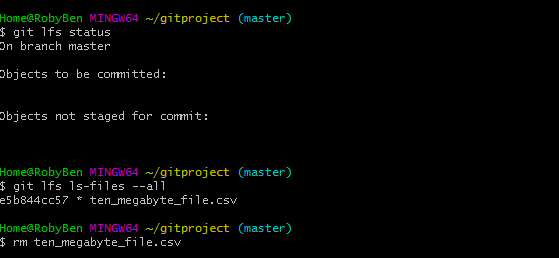 Home@RobyBen MINGW64 ~/gitproject (master)
$ git lfs status
On branch master
Objects to be committed:
Objects not staged for commit:
Home@RobyBen MINGW64 ~/gitproject (master)
$ git lfs ls-files --all
e5b844cc57 * ten_megabyte_file.csv
Home@RobyBen MINGW64 ~/gitproject (master)
$ rm ten_megabyte_file.csv